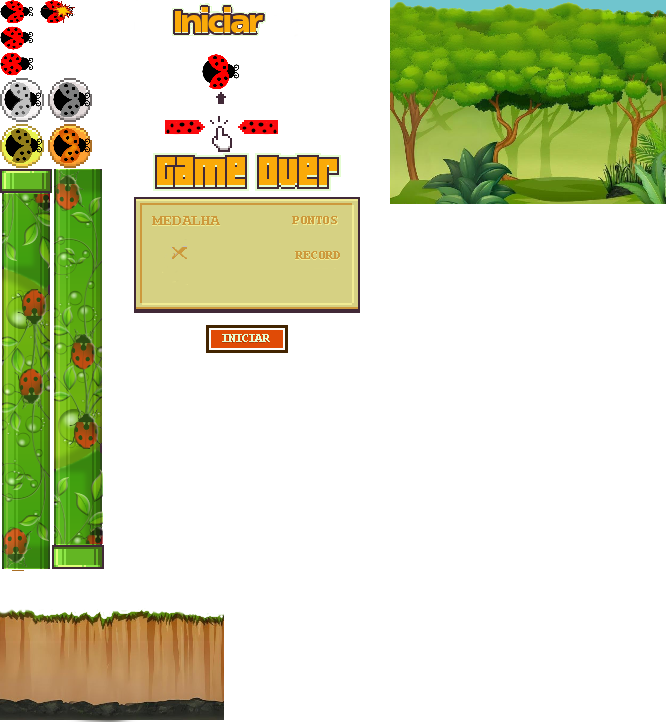 Iniciar
Game Over
MEDALHA
PONTOS
RECORD
INICIAR